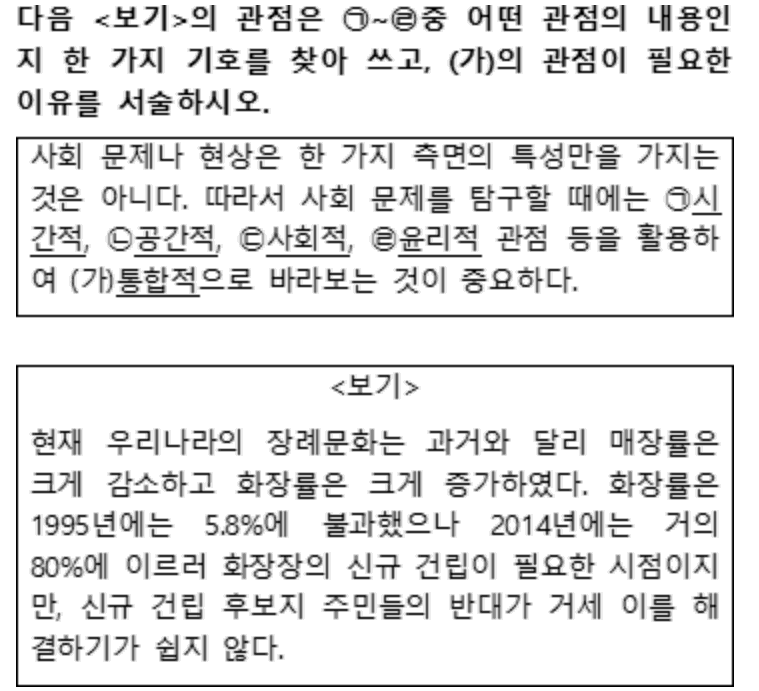 다음 <보기>의 관점은 ㉠~㉣중 어떤 관점의 내용인
지 한 가지 기호를 찾아 쓰고, (가)의 관점이 필요한
이유를 서술하시오.
사회 문제나 현상은 한 가지 측면의 특성만을 가지는
것은 아니다. 따라서 사회 문제를 탐구할 때에는 ㉠시
간적, ㉡공간적, ㉢사회적, ㉣윤리적 관점 등을 활용하
여 (가)통합적으로 바라보는 것이 중요하다.
<보기>
현재 우리나라의 장례문화는 과거와 달리 매장률은
크게 감소하고 화장률은 크게 증가하였다. 화장률은
1995년에는 5.8%에 불과했으나 2014년에는 거의
80%에 이르러 화장장의 신규 건립이 필요한 시점이지
만, 신규 건립 후보지 주민들의 반대가 거세 이를 해
결하기가 쉽지 않다.